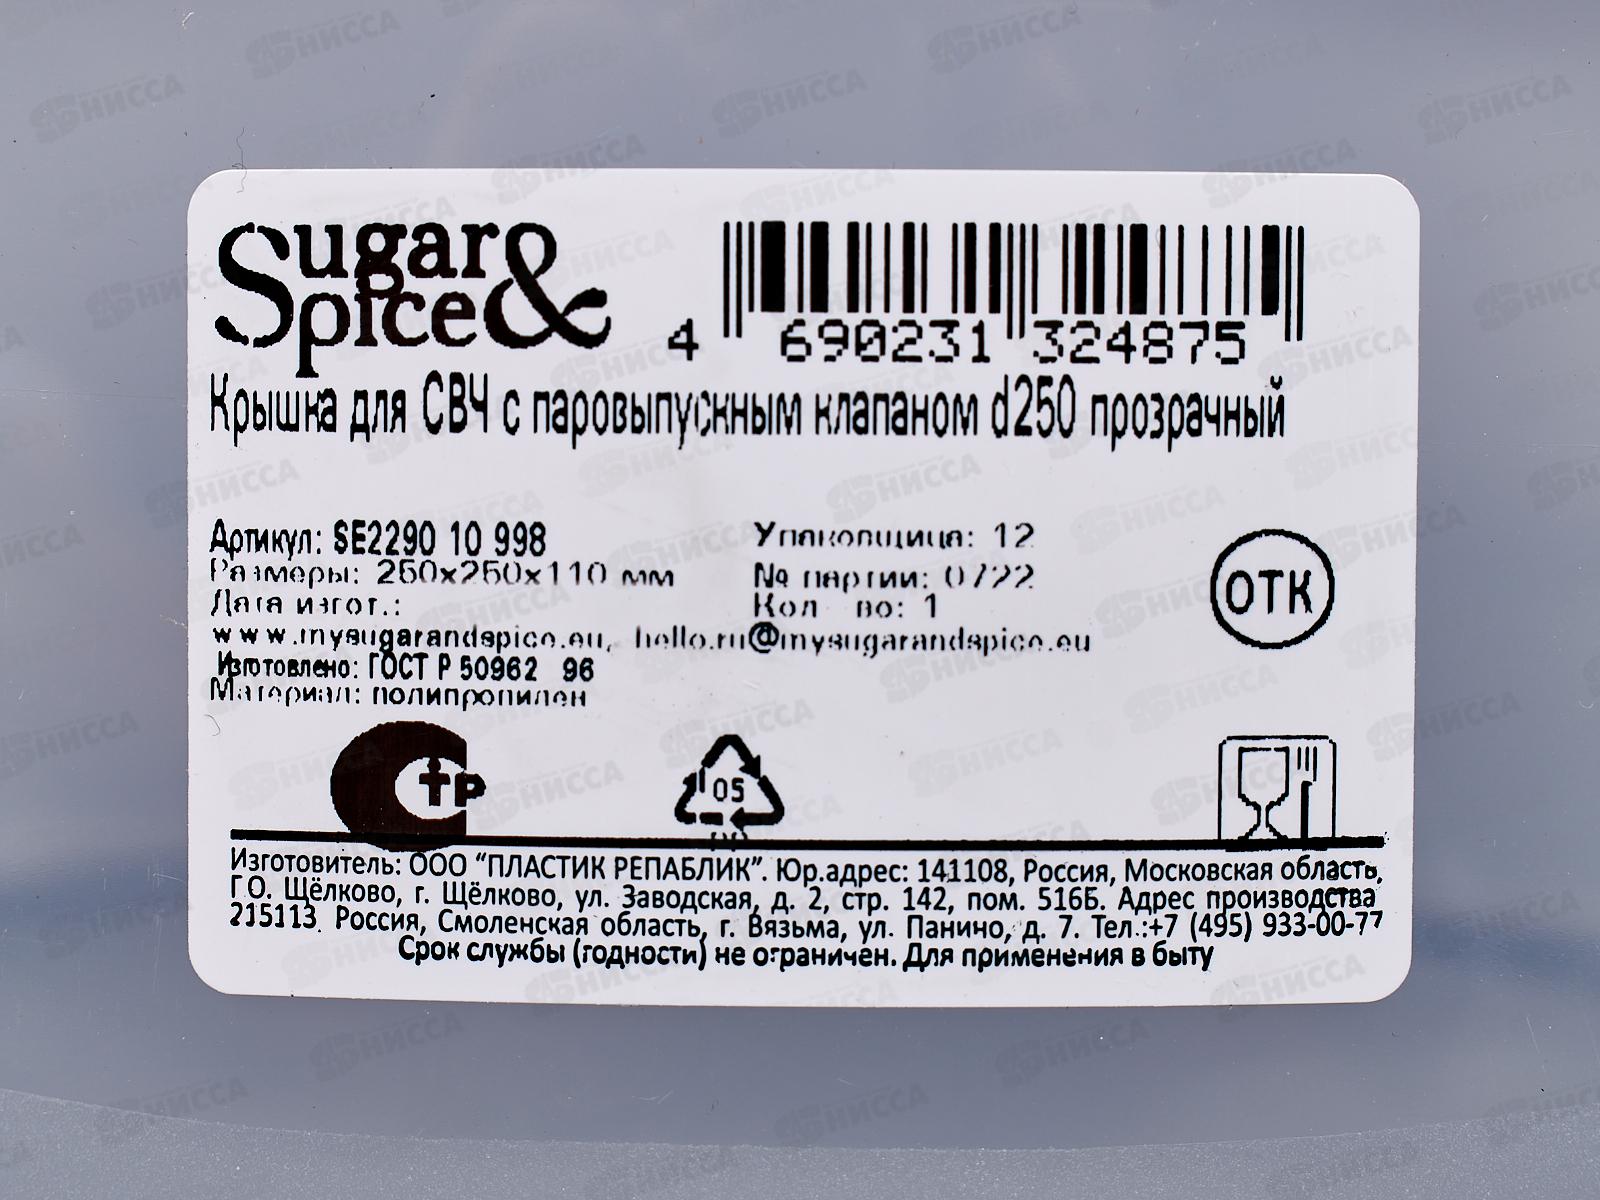 Sugar &
Spice
4 690231 324875
Крышка для СВЧ с паровыпускным клапаном d250 прозрачный
Артикул: SE2290 10 998
Упаковщица: 12
Размеры: 250x250x110 мм
№ партии: 0722
Дата изгот.:
Кол во: 1
www.mysugarandspice.eu, hello.ru@mysugarandspice.eu
Изготовлено: ГОСТ Р 50962 96
Материал: полипропилен
ОТК
стр
05
PP
Изготовитель: ООО “ПЛАСТИК РЕПАБЛИК”. Юр.адрес: 141108, Россия, Московская область,
Г.О. Щёлково, г. Щёлково, ул. Заводская, д. 2, стр. 142, пом. 516Б. Адрес производства
215113. Россия, Смоленская область, г. Вязьма, ул. Панино, д. 7. Тел.:+7 (495) 933-00-77
Срок службы (годности) не ограничен. Для применения в быту
НИССА